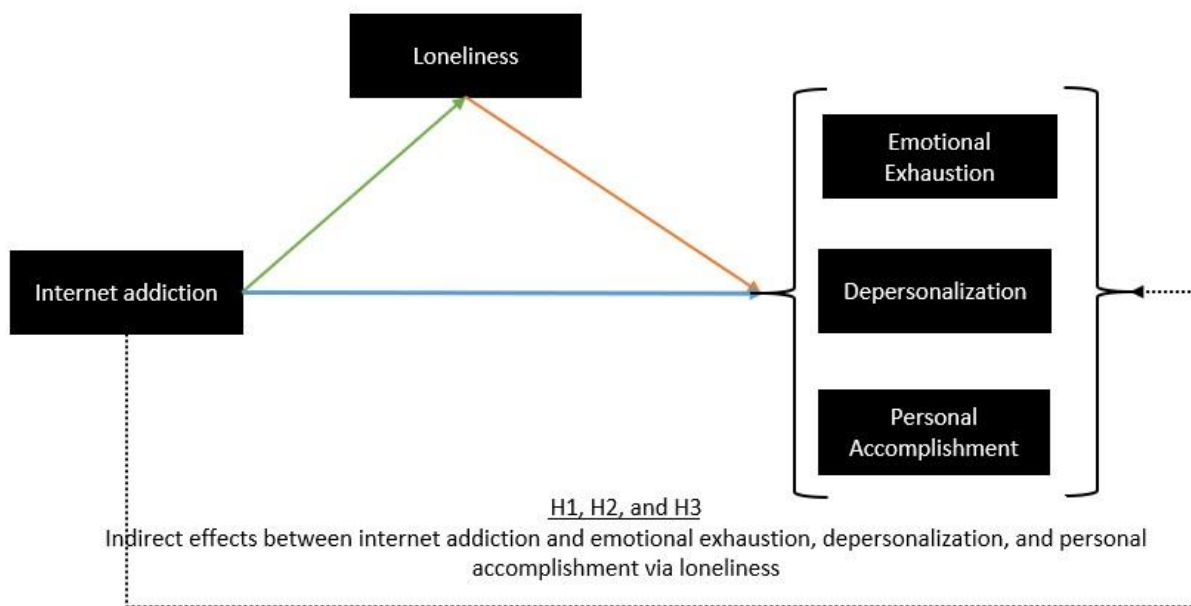 Loneliness
Internet addiction
Emotional
Exhaustion
Depersonalization
Personal
Accomplishment
H1, H2, and H3
Indirect effects between internet addiction and emotional exhaustion, depersonalization, and personal
accomplishment via loneliness